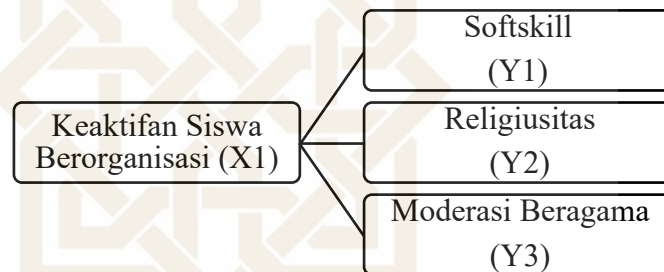 Softskill
(Y1)
Keaktifan Siswa
Berorganisasi (X1)
Religiusitas
(Y2)
Moderasi Beragama
(Y3)